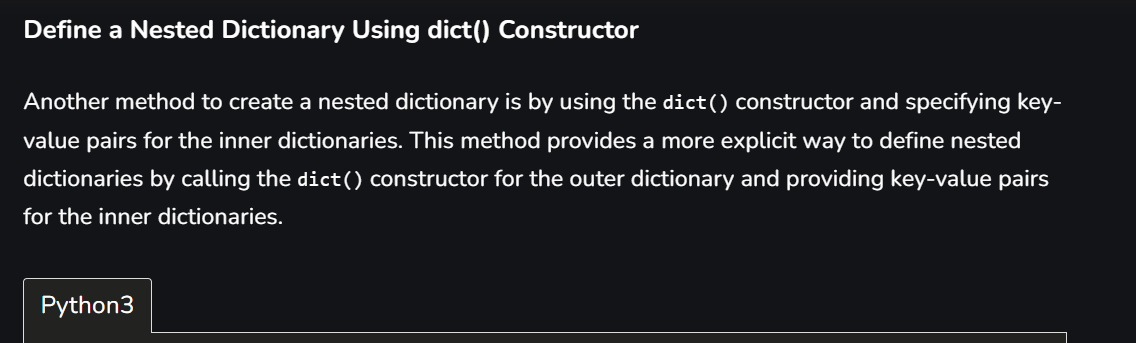 Define a Nested Dictionary Using dict() Constructor
Another method to create a nested dictionary is by using the dict() constructor and specifying key-
value pairs for the inner dictionaries. This method provides a more explicit way to define nested
dictionaries by calling the dict() constructor for the outer dictionary and providing key-value pairs
for the inner dictionaries.
Python3